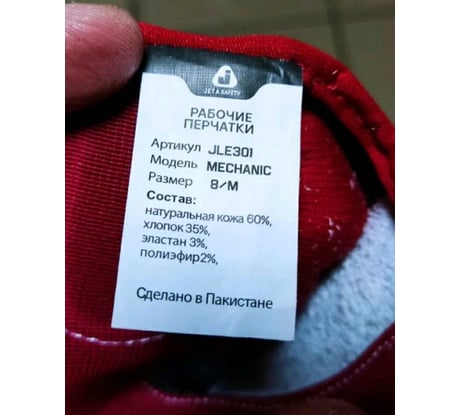 JETA SAFETY
РАБОЧИЕ
ПЕРЧАТКИ
Артикул JLE301
Модель MECHANIC
Размер 8/M
Состав:
натуральная кожа 60%,
хлопок 35%,
эластан 3%,
полиэфир2%,
Сделано в Пакистане